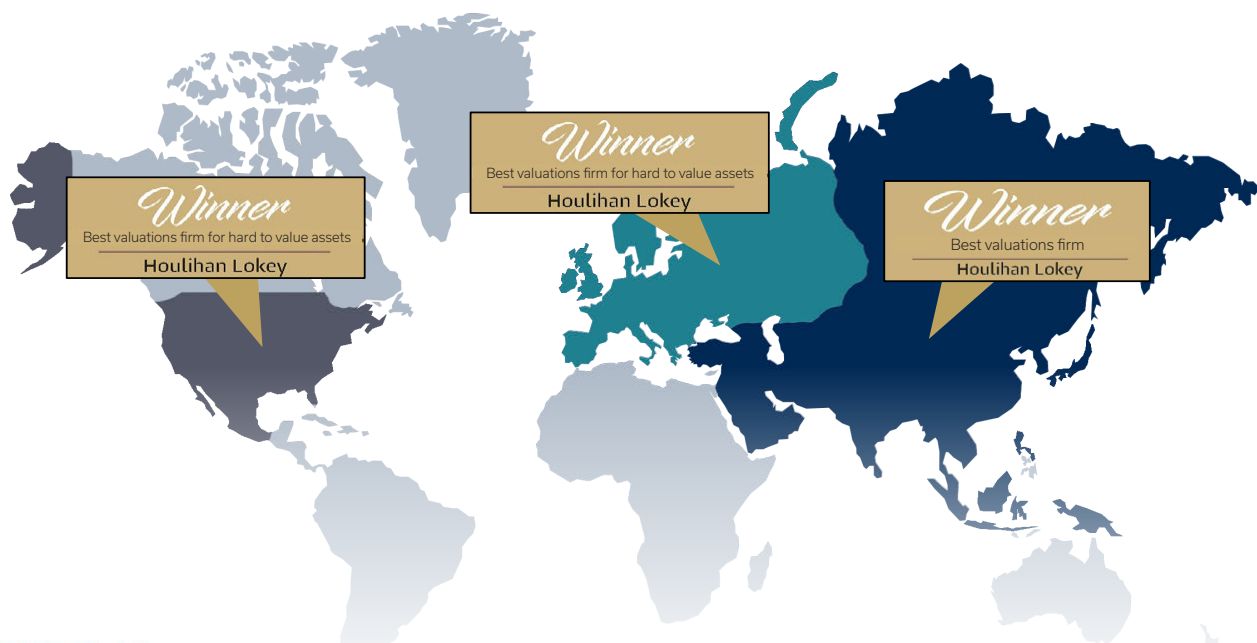 Winner
Best valuations firm for hard to value assets
Houlihan Lokey
Winner
Best valuations firm for hard to value assets
Houlihan Lokey
Winner
Best valuations firm
Houlihan Lokey